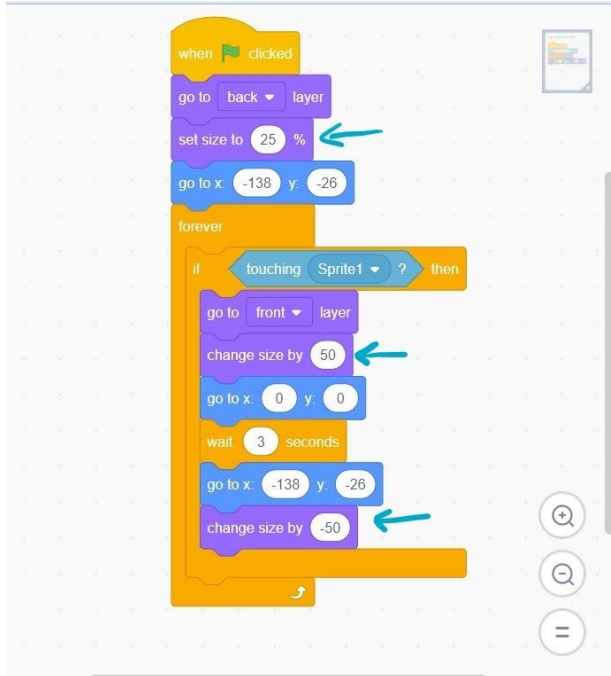 when clicked
go to back layer
set size to 25 %
go to x: -138 y: -26
forever
if touching Sprite1 ? then
go to front layer
change size by 50
go to x: 0 y: 0
wait 3 seconds
go to x: -138 y: -26
change size by -50